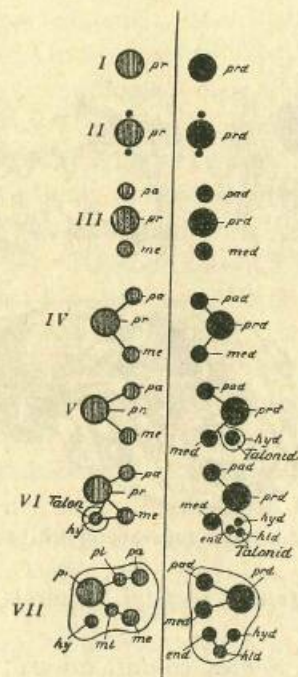 I pr prd
II pr prd
pa pad
III pr prd
me med
pa pad
IV pr prd
me med
pa pad
V pr prd
me med hyd
Talonid
pa pad
VI Talon pr prd
hy me med hyd
end hld
Talonid
pl pa pad prd
VII pr med
hy ml me end hyd
hld